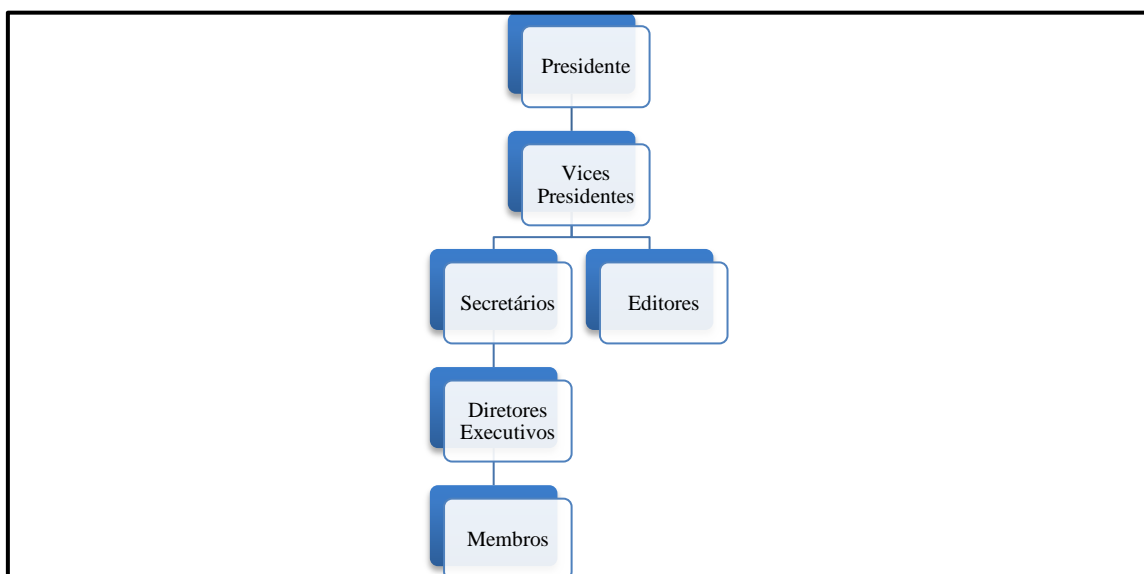 Presidente
Vices
Presidentes
Secretários
Editores
Diretores
Executivos
Membros